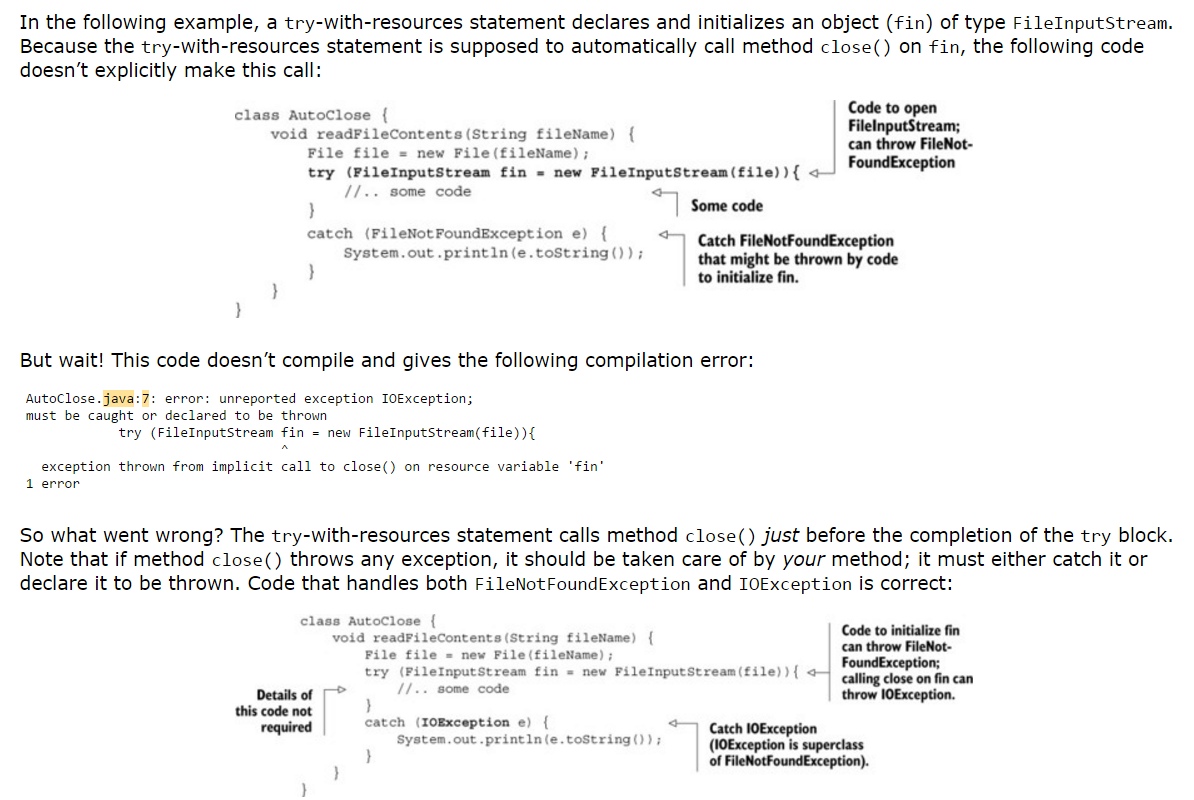 In the following example, a try-with-resources statement declares and initializes an object (fin) of type FileInputStream.
Because the try-with-resources statement is supposed to automatically call method close() on fin, the following code
doesn’t explicitly make this call:
class AutoClose {
void readFileContents(String fileName) {
File file = new File(fileName);
try (FileInputStream fin = new FileInputStream(file)){
//.. some code
}
catch (FileNotFoundException e) {
System.out.println(e.toString());
}
}
}
Code to open
FileInputStream;
can throw FileNot-
FoundException
Some code
Catch FileNotFoundException
that might be thrown by code
to initialize fin.
But wait! This code doesn’t compile and gives the following compilation error:
AutoClose.java:7: error: unreported exception IOException;
must be caught or declared to be thrown
try (FileInputStream fin = new FileInputStream(file)){
^
exception thrown from implicit call to close() on resource variable 'fin'
1 error
So what went wrong? The try-with-resources statement calls method close() just before the completion of the try block.
Note that if method close() throws any exception, it should be taken care of by your method; it must either catch it or
declare it to be thrown. Code that handles both FileNotFoundException and IOException is correct:
class AutoClose {
void readFileContents(String fileName) {
File file = new File(fileName);
try (FileInputStream fin = new FileInputStream(file)){
//.. some code
}
catch (IOException e) {
System.out.println(e.toString());
}
}
}
Details of
this code not
required
Code to initialize fin
can throw FileNot-
FoundException;
calling close on fin can
throw IOException.
Catch IOException
(IOException is superclass
of FileNotFoundException).